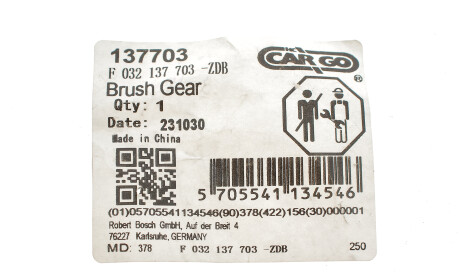 137703
F 032 137 703 -ZDB
Brush Gear
Qty: 1
Date: 231030
Made in China
CARGO
®
5 705541 134546
(01)05705541134546(90)378(422)156(30)000001
Robert Bosch GmbH, Auf der Breit 4
76227 Karlsruhe, GERMANY
MD: 378 F 032 137 703 -ZDB 250